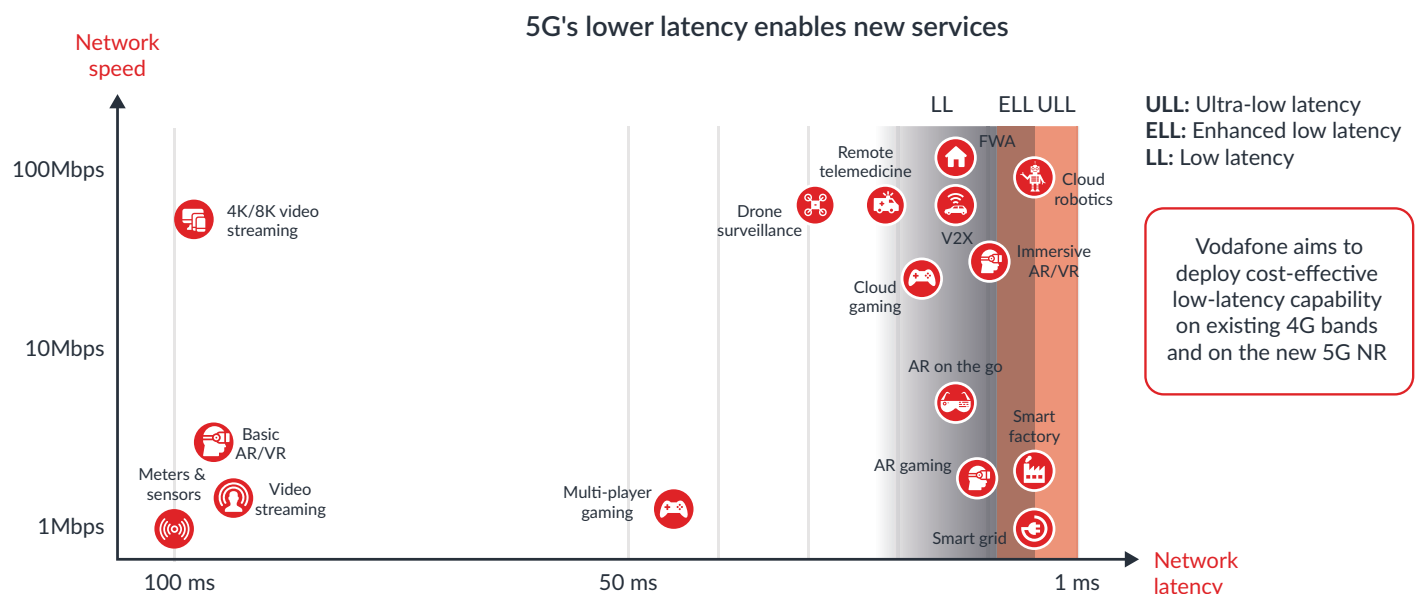 5G's lower latency enables new services
Network
speed
LL
ELL
ULL
ULL: Ultra-low latency
ELL: Enhanced low latency
LL: Low latency
100Mbps
10Mbps
1Mbps
4K/8K video
streaming
Basic
AR/VR
Meters &
sensors
Video
streaming
Multi-player
gaming
Drone
surveillance
Remote
telemedicine
FWA
V2X
Cloud
robotics
Immersive
AR/VR
Cloud
gaming
AR on the go
Smart
factory
AR gaming
Smart grid
Vodafone aims to
deploy cost-effective
low-latency capability
on existing 4G bands
and on the new 5G NR
100 ms
50 ms
1 ms
Network
latency